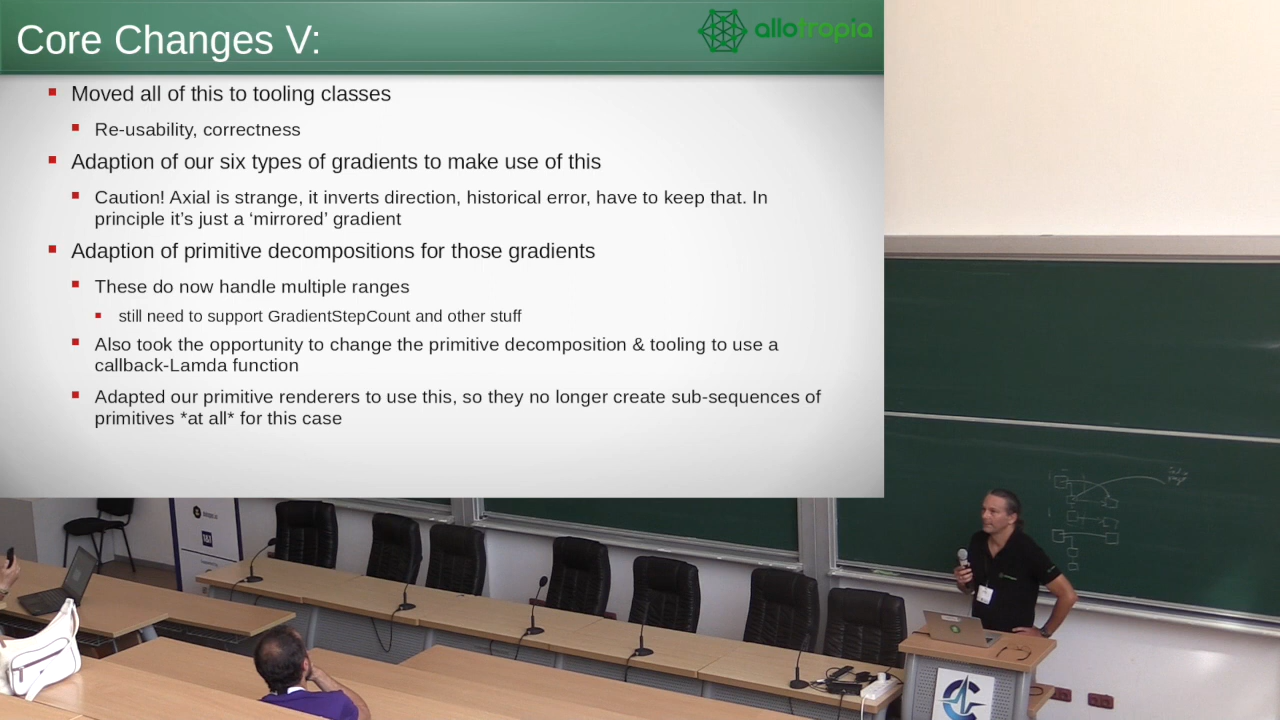 Core Changes V:
allotropia
Moved all of this to tooling classes
Re-usability, correctness
Adaption of our six types of gradients to make use of this
Caution! Axial is strange, it inverts direction, historical error, have to keep that. In
principle it’s just a ‘mirrored’ gradient
Adaption of primitive decompositions for those gradients
These do now handle multiple ranges
still need to support GradientStepCount and other stuff
Also took the opportunity to change the primitive decomposition & tooling to use a
callback-Lamda function
Adapted our primitive renderers to use this, so they no longer create sub-sequences of
primitives *at all* for this case